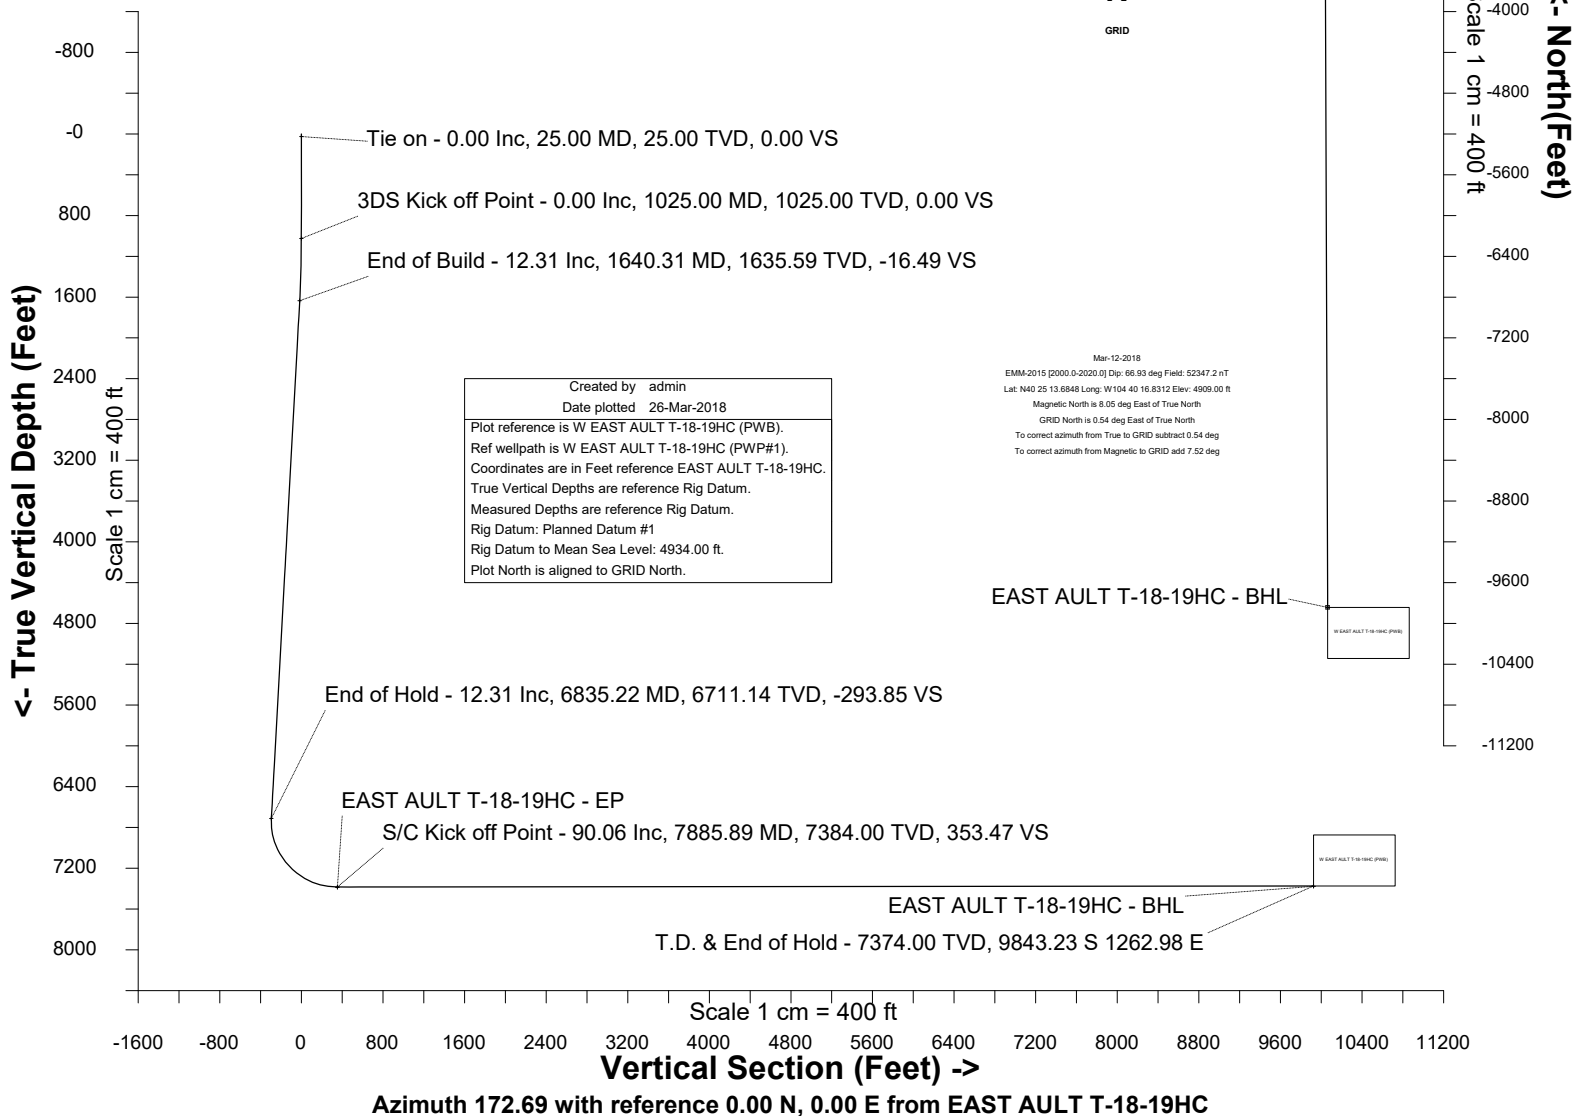 GRID
<- True Vertical Depth (Feet)
Scale 1 cm = 400 ft
-800
-0
800
1600
2400
3200
4000
4800
5600
6400
7200
8000
Tie on - 0.00 Inc, 25.00 MD, 25.00 TVD, 0.00 VS
3DS Kick off Point - 0.00 Inc, 1025.00 MD, 1025.00 TVD, 0.00 VS
End of Build - 12.31 Inc, 1640.31 MD, 1635.59 TVD, -16.49 VS
Created by admin
Date plotted 26-Mar-2018
Plot reference is W EAST AULT T-18-19HC (PWB).
Ref wellpath is W EAST AULT T-18-19HC (PWP#1).
Coordinates are in Feet reference EAST AULT T-18-19HC.
True Vertical Depths are reference Rig Datum.
Measured Depths are reference Rig Datum.
Rig Datum: Planned Datum #1
Rig Datum to Mean Sea Level: 4934.00 ft.
Plot North is aligned to GRID North.
Mar-12-2018
EMM-2015 [2000.0-2020.0] Dip: 66.93 deg Field: 52347.2 nT
Lat: N40 25 13.6848 Long: W104 40 16.8312 Elev: 4909.00 ft
Magnetic North is 8.05 deg East of True North
GRID North is 0.54 deg East of True North
To correct azimuth from True to GRID subtract 0.54 deg
To correct azimuth from Magnetic to GRID add 7.52 deg
EAST AULT T-18-19HC - BHL
W EAST AULT T-18-19HC (PWB)
End of Hold - 12.31 Inc, 6835.22 MD, 6711.14 TVD, -293.85 VS
EAST AULT T-18-19HC - EP
S/C Kick off Point - 90.06 Inc, 7885.89 MD, 7384.00 TVD, 353.47 VS
W EAST AULT T-18-19HC (PWB)
EAST AULT T-18-19HC - BHL
T.D. & End of Hold - 7374.00 TVD, 9843.23 S 1262.98 E
-4000
-4800
-5600
-6400
-7200
-8000
-8800
-9600
-10400
-11200
cale 1 cm = 400 ft
- North(Feet)
Scale 1 cm = 400 ft
-1600 -800 0 800 1600 2400 3200 4000 4800 5600 6400 7200 8000 8800 9600 10400 11200
Vertical Section (Feet) ->
Azimuth 172.69 with reference 0.00 N, 0.00 E from EAST AULT T-18-19HC